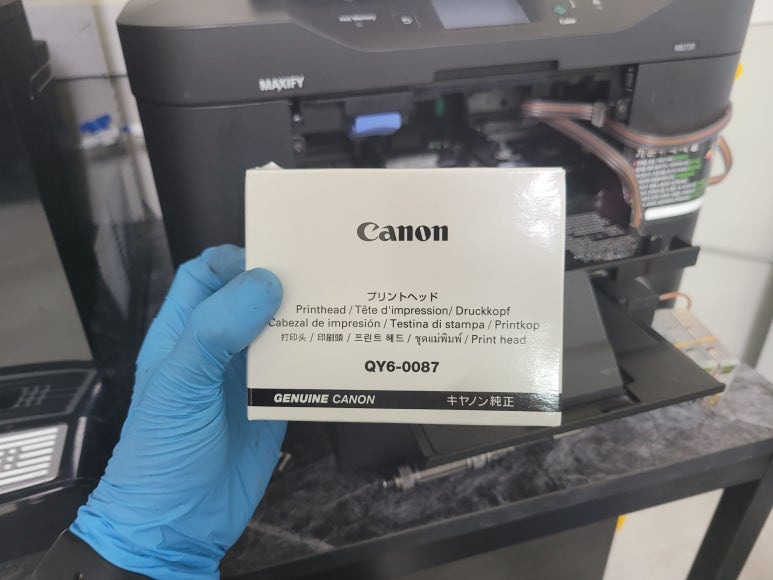 MAXIFY
Canon
プリントヘッド
Printhead / Tête d'impression / Druckkopf
Cabezal de impresión / Testina di stampa / Printkop
打印头 / 印刷頭 / 프린트 헤드 / ชุดแม่พิมพ์ / Print head
QY6-0087
GENUINE CANON キヤノン純正